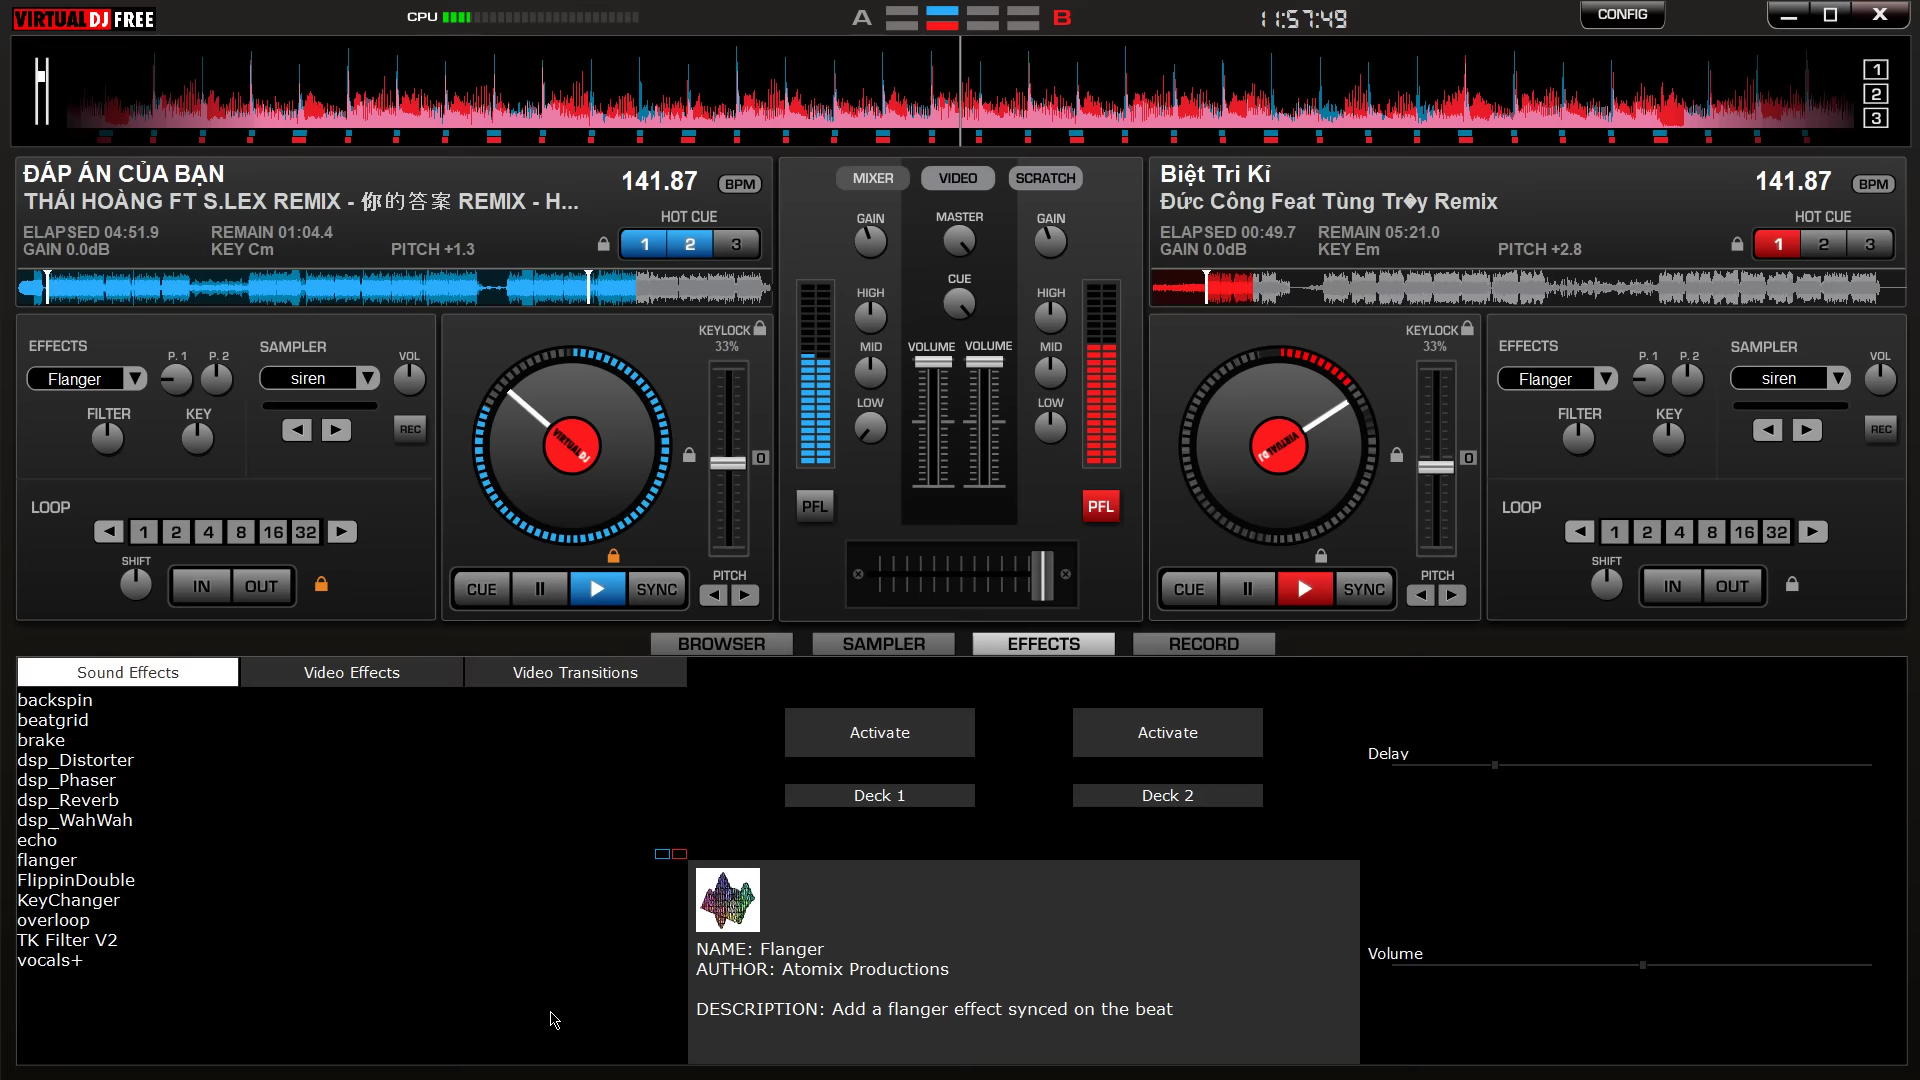 VIRTUAL DJ FREE
CPU
A
B
11:57:49
CONFIG
1
2
3
ĐÁP ÁN CỦA BẠN
THÁI HOÀNG FT S.LEX REMIX - 你的答案 REMIX - H...
141.87 BPM
HOT CUE
ELAPSED 04:51.9 REMAIN 01:04.4
GAIN 0.0dB KEY Cm PITCH +1.3
1 2 3
MIXER VIDEO SCRATCH
Biệt Tri Kỉ
Đức Công Feat Tùng Tr�y Remix
141.87 BPM
HOT CUE
ELAPSED 00:49.7 REMAIN 05:21.0
GAIN 0.0dB KEY Em PITCH +2.8
1 2 3
EFFECTS P. 1 P. 2 SAMPLER VOL
Flanger siren
FILTER KEY REC
LOOP
1 2 4 8 16 32
SHIFT IN OUT
KEYLOCK
33%
VIRTUAL DJ
0
CUE SYNC
PITCH
GAIN MASTER GAIN
CUE
HIGH HIGH
MID VOLUME VOLUME MID
LOW LOW
PFL PFL
KEYLOCK
33%
VIRTUAL DJ
0
CUE SYNC
PITCH
EFFECTS P. 1 P. 2 SAMPLER VOL
Flanger siren
FILTER KEY REC
LOOP
1 2 4 8 16 32
SHIFT IN OUT
BROWSER SAMPLER EFFECTS RECORD
Sound Effects Video Effects Video Transitions
backspin
beatgrid
brake
dsp_Distorter
dsp_Phaser
dsp_Reverb
dsp_WahWah
echo
flanger
FlippinDouble
KeyChanger
overloop
TK Filter V2
vocals+
Activate Activate
Deck 1 Deck 2
Delay
Volume
NAME: Flanger
AUTHOR: Atomix Productions
DESCRIPTION: Add a flanger effect synced on the beat